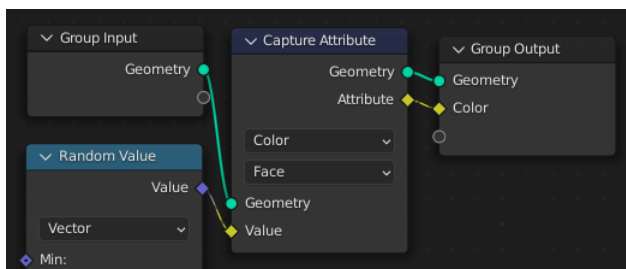 Group Input
Geometry
Random Value
Value
Vector
Min:
Capture Attribute
Geometry
Attribute
Color
Face
Geometry
Value
Group Output
Geometry
Color